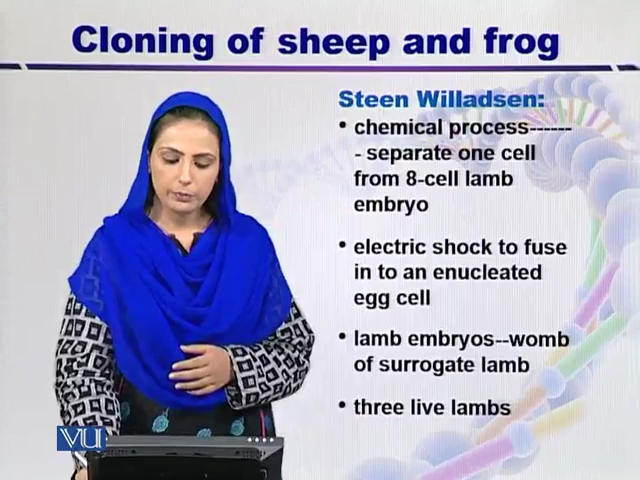 Cloning of sheep and frog
Steen Willadsen:
• chemical process------
- separate one cell
from 8-cell lamb
embryo
• electric shock to fuse
in to an enucleated
egg cell
• lamb embryos--womb
of surrogate lamb
• three live lambs
VU